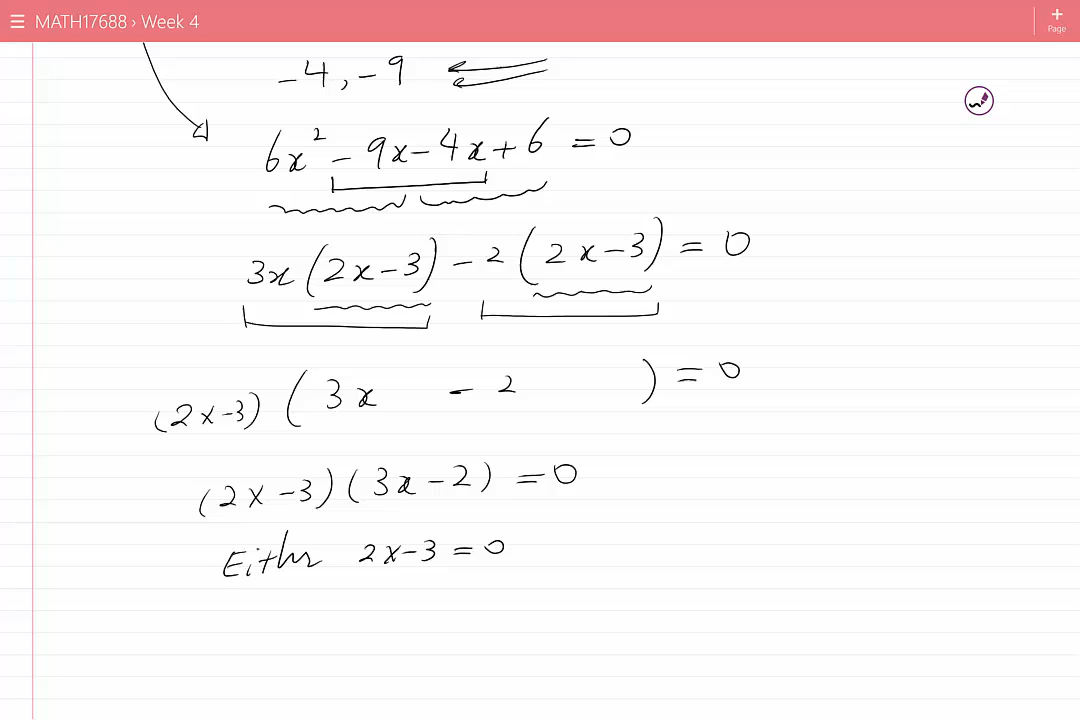 MATH17688 › Week 4
Page
-4, -9
6x² - 9x - 4x + 6 = 0
3x (2x-3) - 2 (2x-3) = 0
(2x-3) (3x - 2 ) = 0
(2x-3) (3x-2) = 0
Either 2x-3 = 0